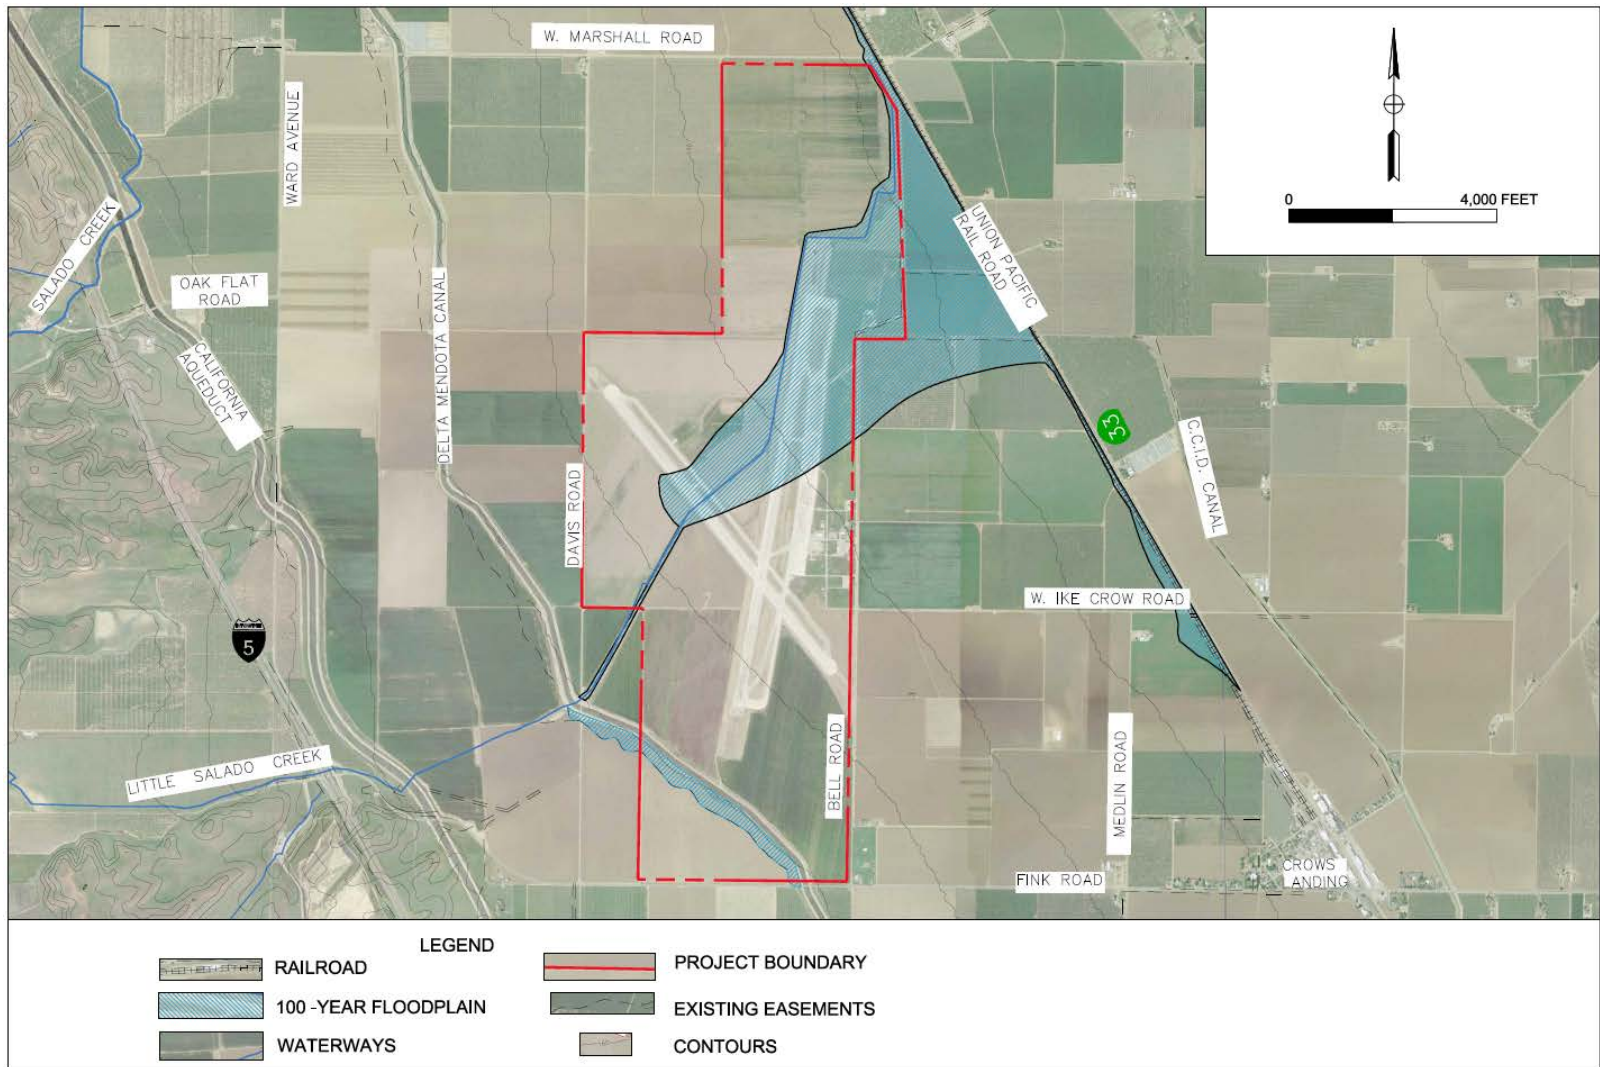 W. MARSHALL ROAD
WARD AVENUE
0 4,000 FEET
SALADO CREEK
OAK FLAT
ROAD
UNION PACIFIC
RAIL ROAD
DELTA MENDOTA CANAL
CALIFORNIA
AQUEDUCT
33
C.C.I.D. CANAL
DAVIS ROAD
W. IKE CROW ROAD
5
LITTLE SALADO CREEK
BELL ROAD
MEDLIN ROAD
FINK ROAD
CROWS
LANDING
LEGEND
RAILROAD
100 -YEAR FLOODPLAIN
WATERWAYS
PROJECT BOUNDARY
EXISTING EASEMENTS
CONTOURS